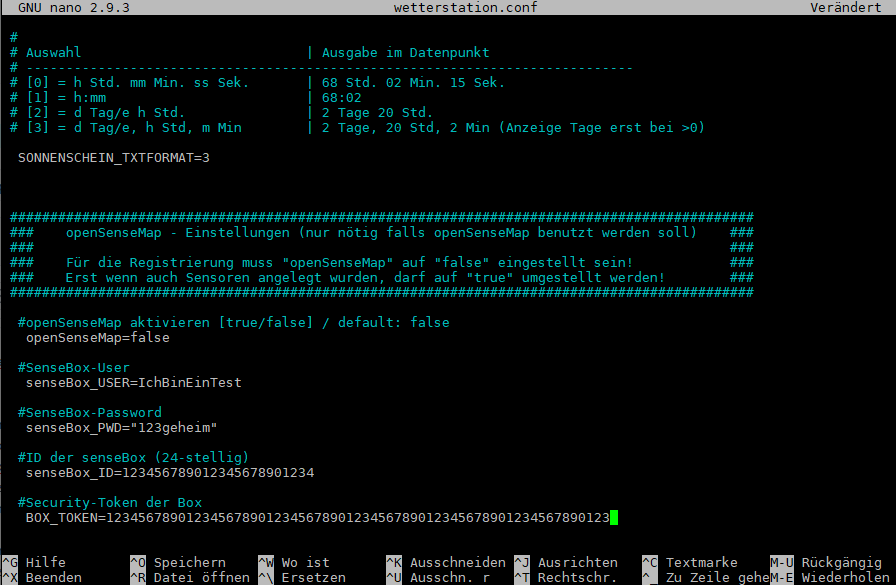 GNU nano 2.9.3 wetterstation.conf Verändert
#
# Auswahl | Ausgabe im Datenpunkt
# -----------------------------------------------------------------------------
# [0] = h Std. mm Min. ss Sek. | 68 Std. 02 Min. 15 Sek.
# [1] = h:mm | 68:02
# [2] = d Tag/e h Std. | 2 Tage 20 Std.
# [3] = d Tag/e, h Std, m Min | 2 Tage, 20 Std, 2 Min (Anzeige Tage erst bei >0)
SONNENSCHEIN_TXTFORMAT=3
#############################################################################################
### openSenseMap - Einstellungen (nur nötig falls openSenseMap benutzt werden soll) ###
### ###
### Für die Registrierung muss "openSenseMap" auf "false" eingestellt sein! ###
### Erst wenn auch Sensoren angelegt wurden, darf auf "true" umgestellt werden! ###
#############################################################################################
#openSenseMap aktivieren [true/false] / default: false
openSenseMap=false
#SenseBox-User
senseBox_USER=IchBinEinTest
#SenseBox-Password
senseBox_PWD="123geheim"
#ID der senseBox (24-stellig)
senseBox_ID=123456789012345678901234
#Security-Token der Box
BOX_TOKEN=123456789012345678901234567890123456789012345678901234567890123
^G Hilfe ^O Speichern ^W Wo ist ^K Ausschneiden ^J Ausrichten ^C Textmarke M-U Rückgängig
^X Beenden ^R Datei öffnen ^\ Ersetzen ^U Ausschn. r ^T Rechtschr. ^_ Zu Zeile gehe M-E Wiederholen